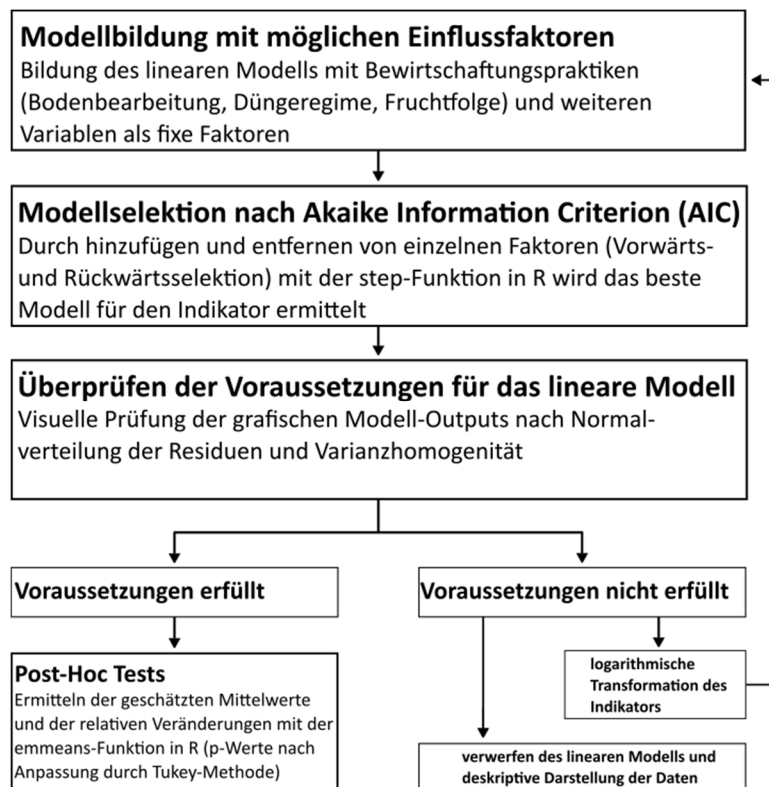 Modellbildung mit möglichen Einflussfaktoren
Bildung des linearen Modells mit Bewirtschaftungspraktiken
(Bodenbearbeitung, Düngeregime, Fruchtfolge) und weiteren
Variablen als fixe Faktoren
Modellselektion nach Akaike Information Criterion (AIC)
Durch hinzufügen und entfernen von einzelnen Faktoren (Vorwärts-
und Rückwärtsselektion) mit der step-Funktion in R wird das beste
Modell für den Indikator ermittelt
Überprüfen der Voraussetzungen für das lineare Modell
Visuelle Prüfung der grafischen Modell-Outputs nach Normal-
verteilung der Residuen und Varianzhomogenität
Voraussetzungen erfüllt
Post-Hoc Tests
Ermitteln der geschätzten Mittelwerte
und der relativen Veränderungen mit der
emmeans-Funktion in R (p-Werte nach
Anpassung durch Tukey-Methode)
Voraussetzungen nicht erfüllt
logarithmische
Transformation des
Indikators
verwerfen des linearen Modells und
deskriptive Darstellung der Daten